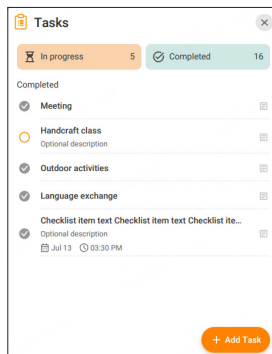 Tasks
In progress 5
Completed 16
Completed
Meeting
Handcraft class
Optional description
Outdoor activities
Language exchange
Checklist item text Checklist item text Checklist ite...
Optional description
Jul 13 03:30 PM
+ Add Task